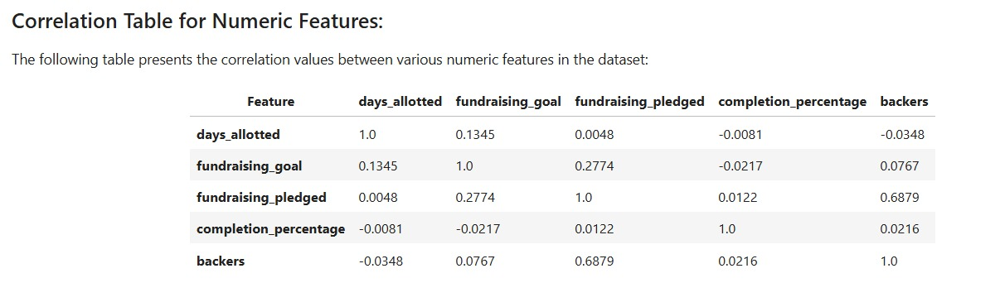 Correlation Table for Numeric Features:
The following table presents the correlation values between various numeric features in the dataset:
Feature days_allotted fundraising_goal fundraising_pledged completion_percentage backers
days_allotted 1.0 0.1345 0.0048 -0.0081 -0.0348
fundraising_goal 0.1345 1.0 0.2774 -0.0217 0.0767
fundraising_pledged 0.0048 0.2774 1.0 0.0122 0.6879
completion_percentage -0.0081 -0.0217 0.0122 1.0 0.0216
backers -0.0348 0.0767 0.6879 0.0216 1.0